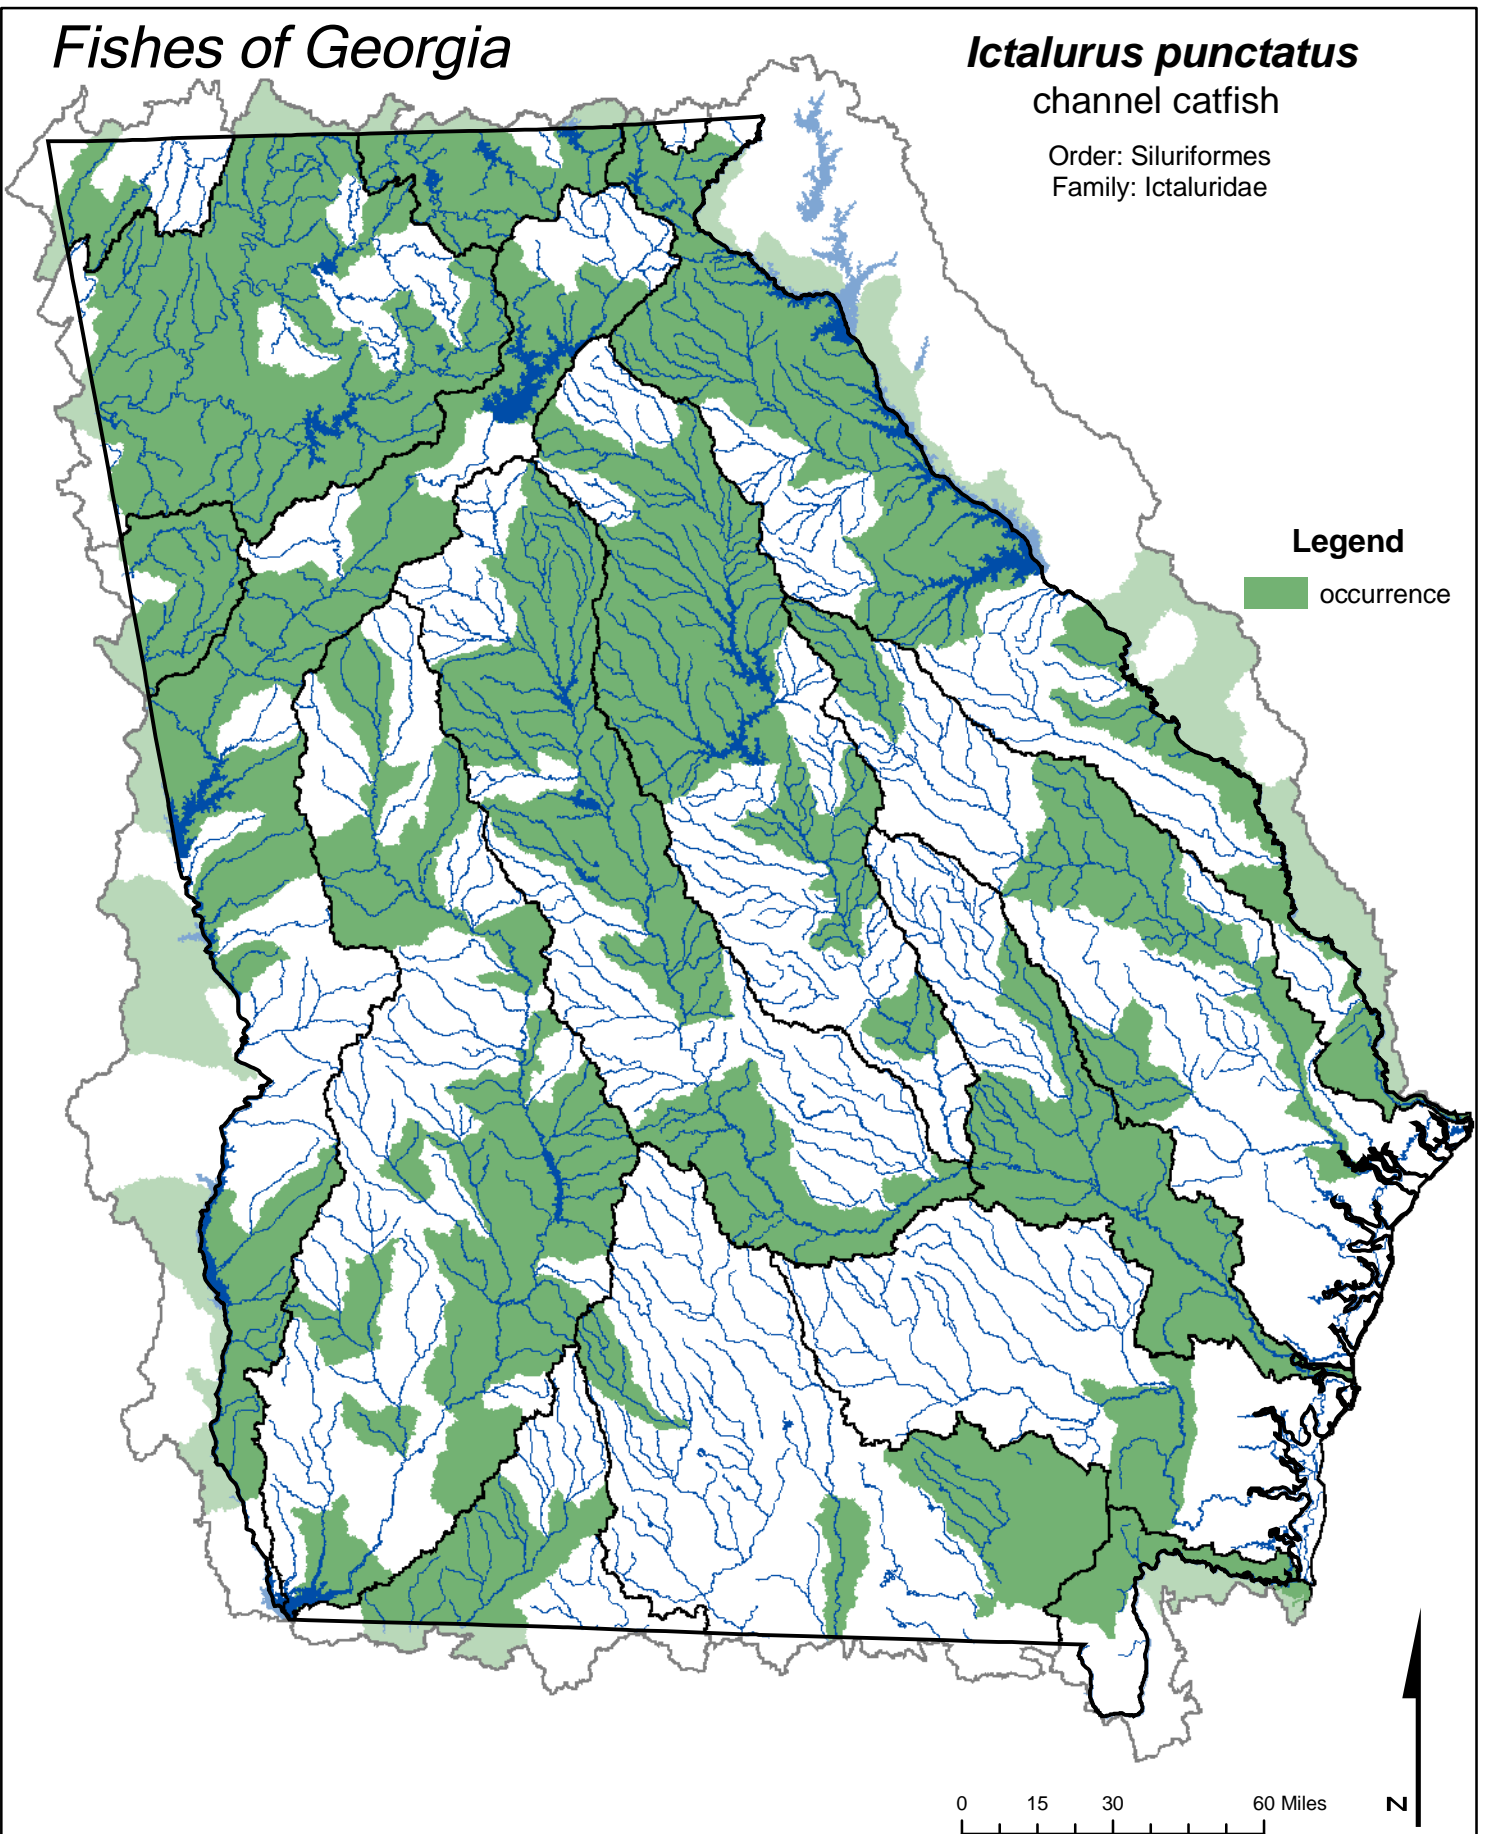 Fishes of Georgia
Ictalurus punctatus
channel catfish
Order: Siluriformes
Family: Ictaluridae
Legend
occurrence
0 15 30 60 Miles
N